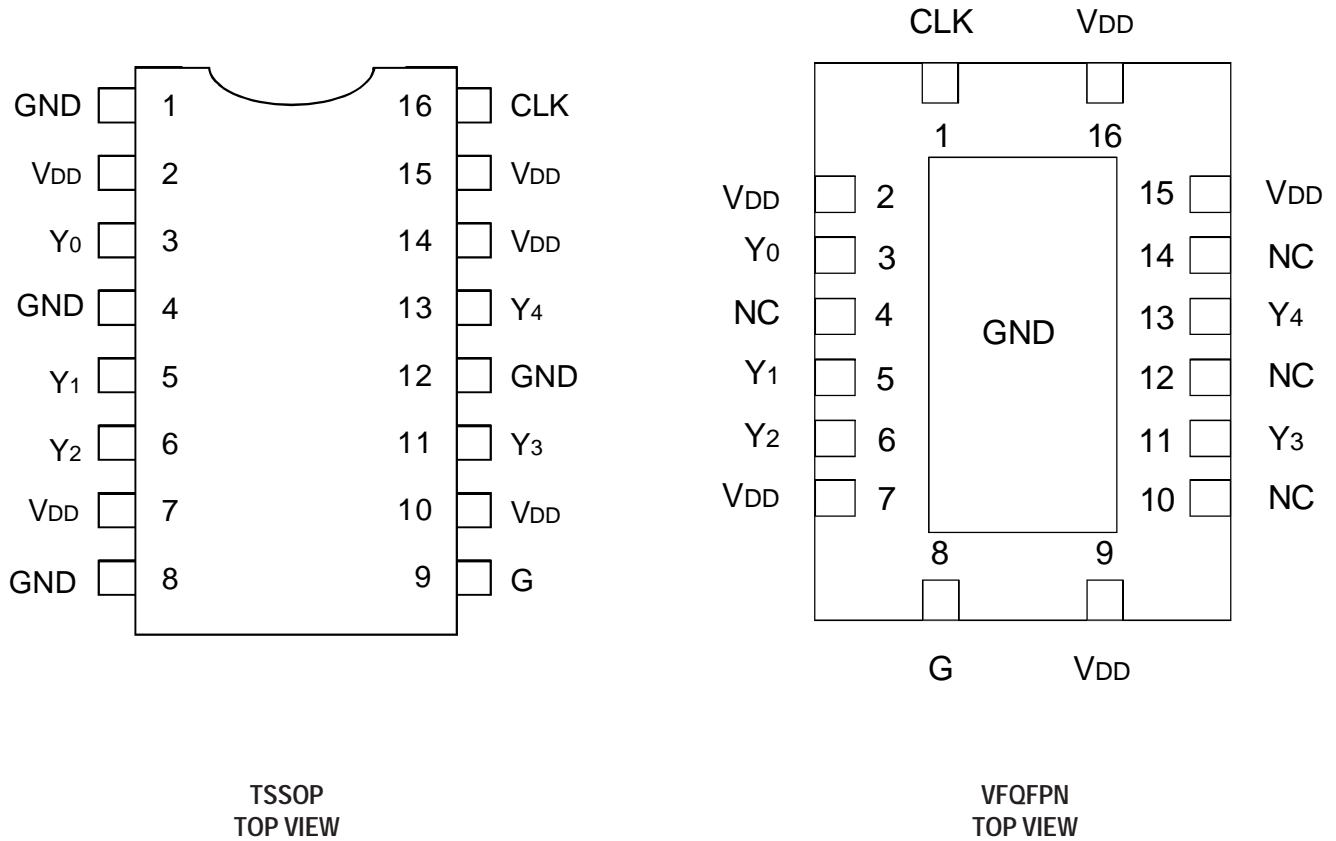 CLK VDD
GND 1 16 CLK
VDD 2 15 VDD
Y0 3 14 VDD
GND 4 13 Y4
Y1 5 12 GND
Y2 6 11 Y3
VDD 7 10 VDD
GND 8 9 G
1 16
VDD 2 15 VDD
Y0 3 14 NC
NC 4 13 Y4
GND
Y1 5 12 NC
Y2 6 11 Y3
VDD 7 10 NC
8 9
G VDD
TSSOP
TOP VIEW
VFQFPN
TOP VIEW